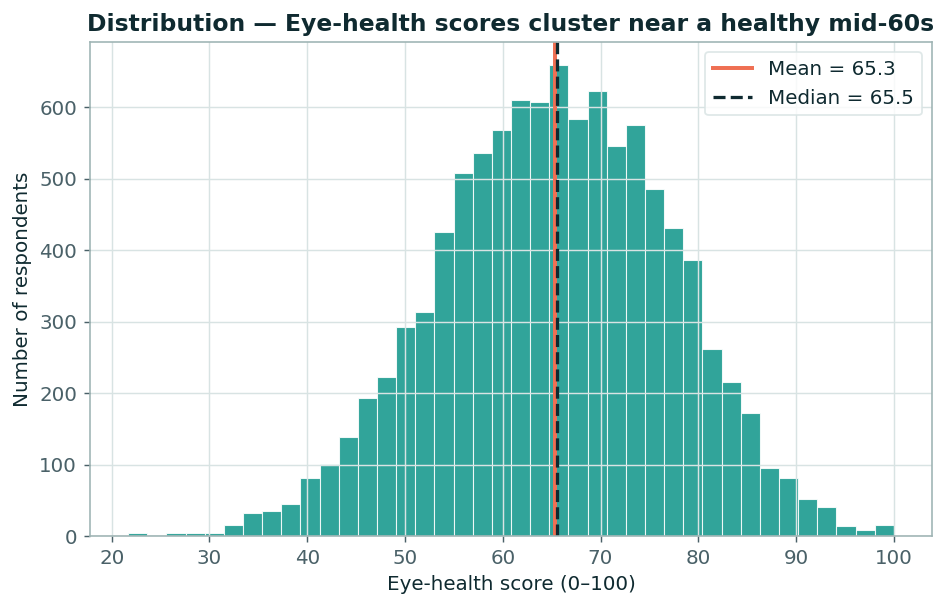 Distribution — Eye-health scores cluster near a healthy mid-60s
Mean = 65.3
Median = 65.5
Number of respondents
600
500
400
300
200
100
0
20 30 40 50 60 70 80 90 100
Eye-health score (0–100)